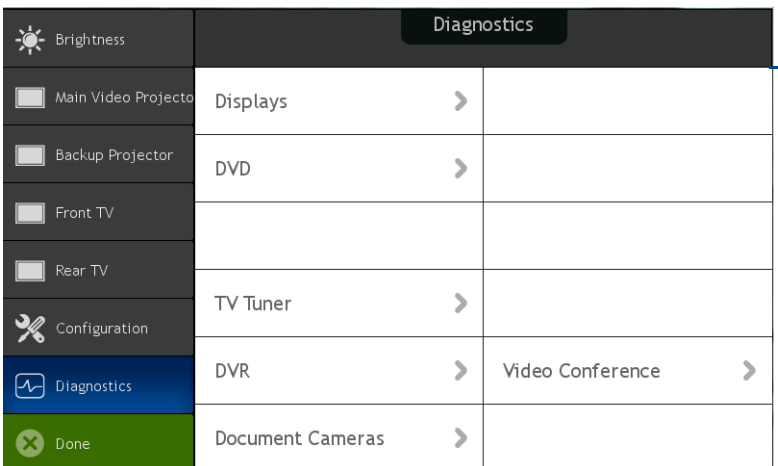 Diagnostics
Brightness
Main Video Projecto
Backup Projector
Front TV
Rear TV
Configuration
Diagnostics
Done
Displays
DVD
TV Tuner
DVR
Document Cameras
Video Conference